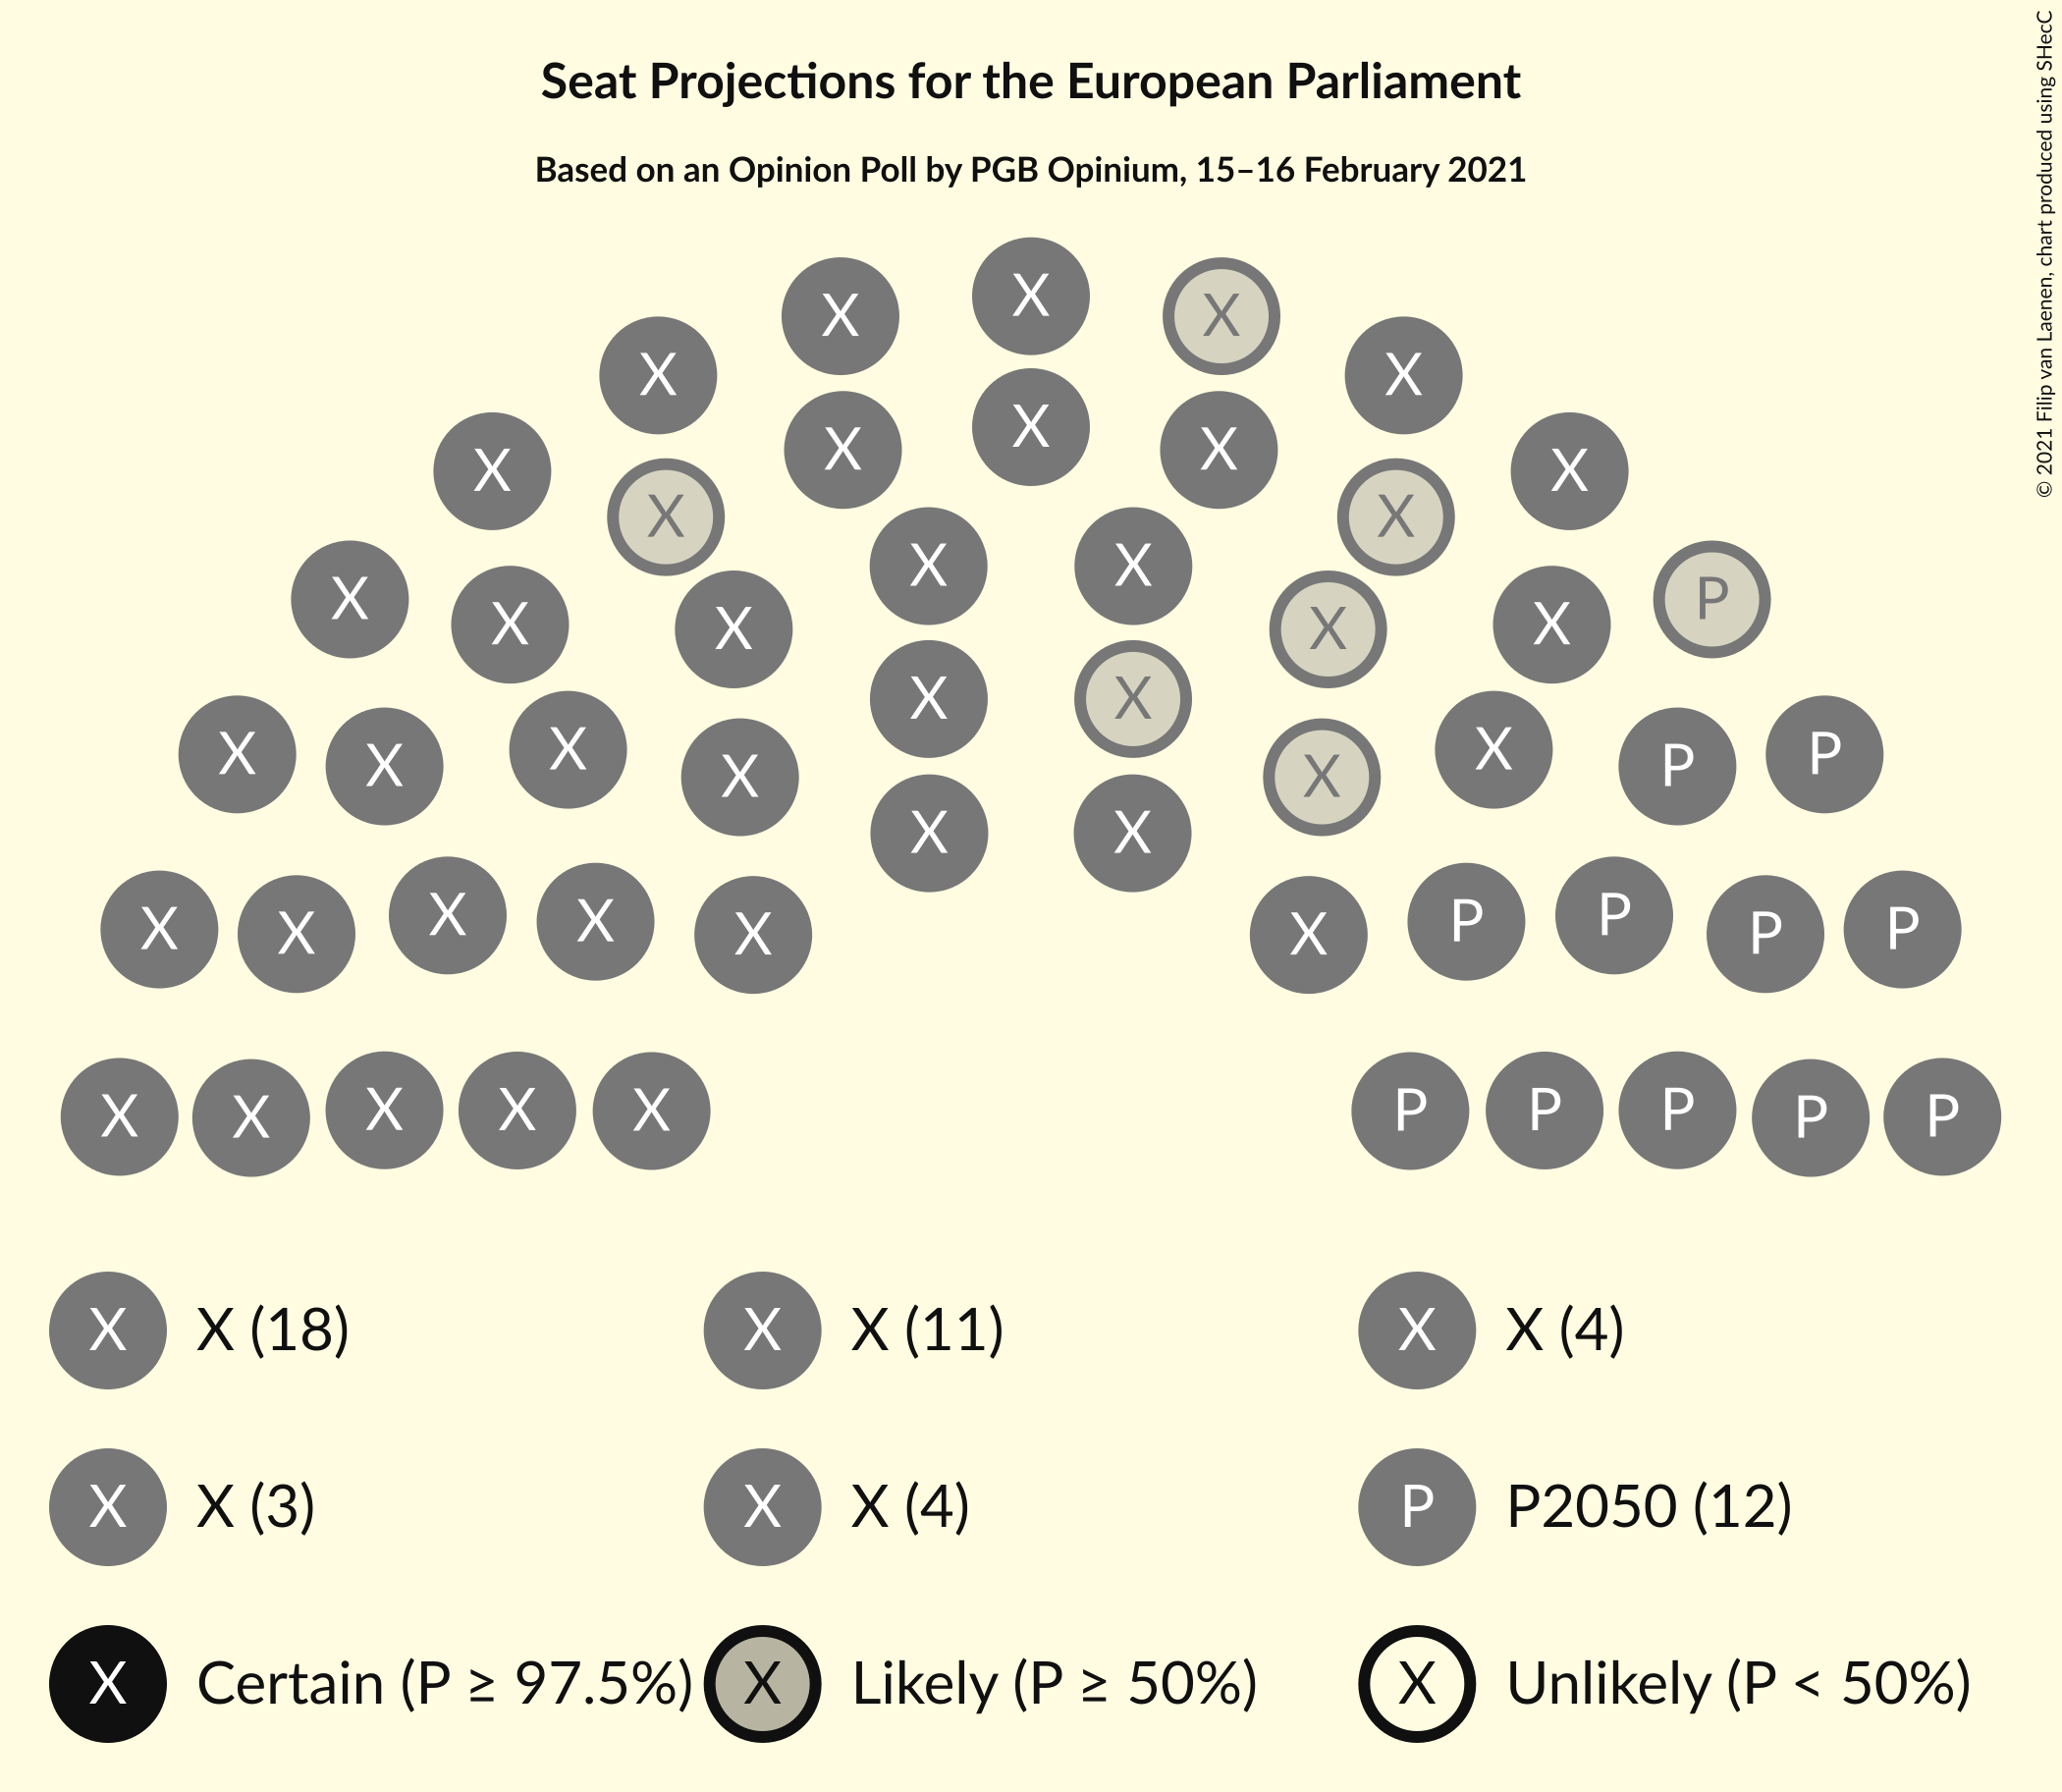 © 2021 Filip van Laenen, chart produced using SHecC
Seat Projections for the European Parliament
Based on an Opinion Poll by PGB Opinium, 15–16 February 2021
X
X X
X X
X
X X
X X
X X
X X
X P
X X
X X
X X
X X
X P
X P
X X
X X
X P
X P
X P
X P
X X
X X X X X P P P P P
X X (18) X X (11) X X (4)
X X (3) X X (4) P P2050 (12)
X Certain (P ≥ 97.5%) X Likely (P ≥ 50%) X Unlikely (P < 50%)